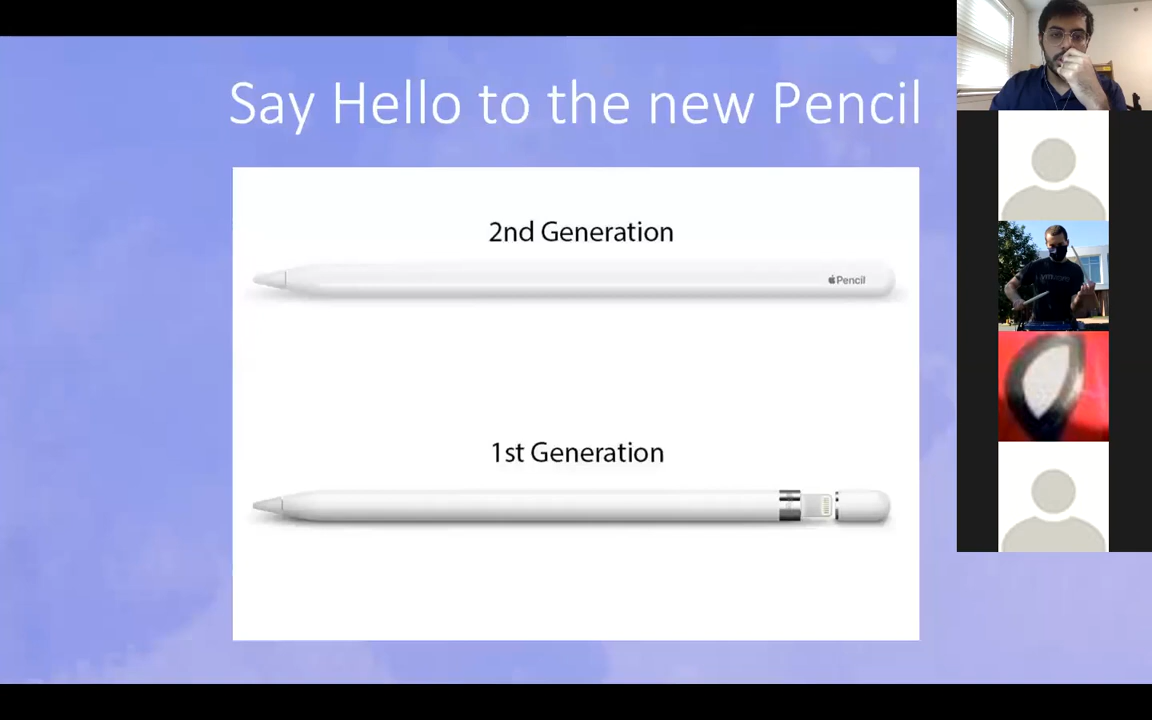 Say Hello to the new Pencil
2nd Generation
Pencil
1st Generation